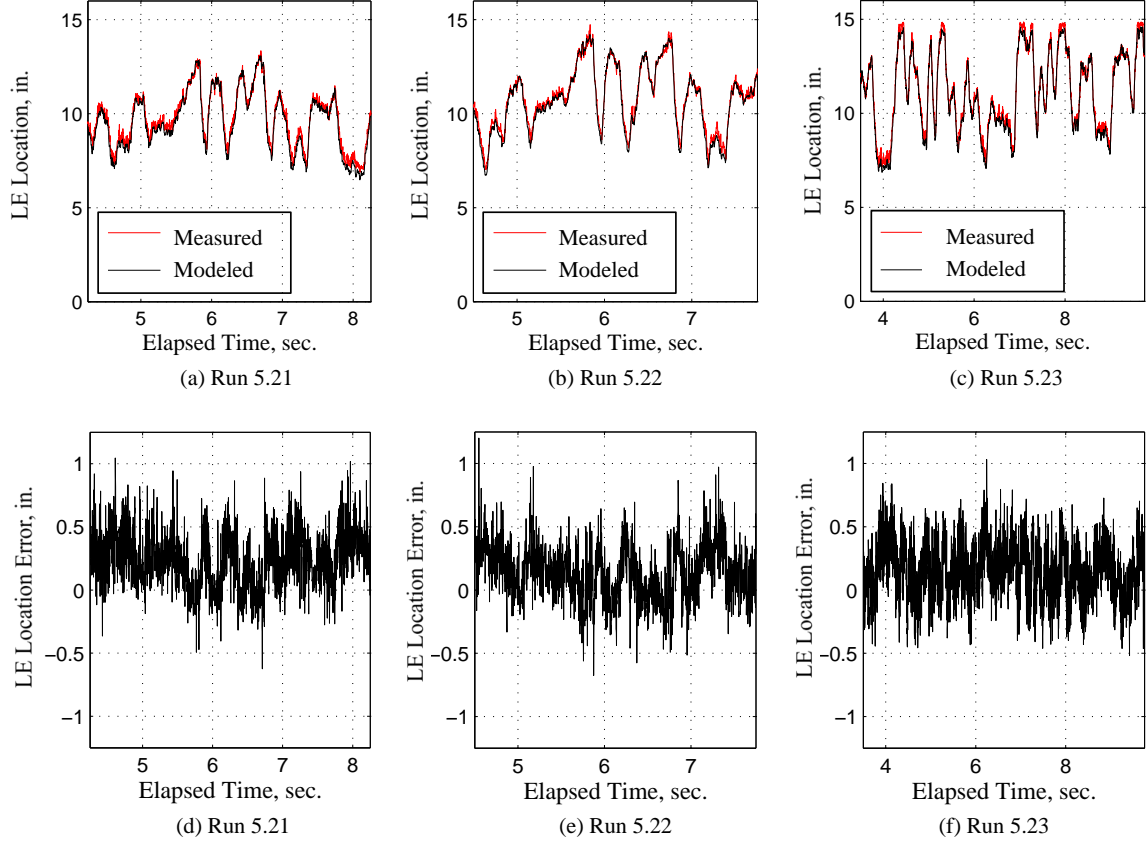 15
10
5
0
LE Location, in.
Measured
Modeled
5
6
7
8
Elapsed Time, sec.
(a) Run 5.21
15
10
5
0
LE Location, in.
Measured
Modeled
5
6
7
Elapsed Time, sec.
(b) Run 5.22
15
10
5
0
LE Location, in.
Measured
Modeled
4
6
8
Elapsed Time, sec.
(c) Run 5.23
1
0.5
0
−0.5
−1
LE Location Error, in.
5
6
7
8
Elapsed Time, sec.
(d) Run 5.21
1
0.5
0
−0.5
−1
LE Location Error, in.
5
6
7
Elapsed Time, sec.
(e) Run 5.22
1
0.5
0
−0.5
−1
LE Location Error, in.
4
6
8
Elapsed Time, sec.
(f) Run 5.23